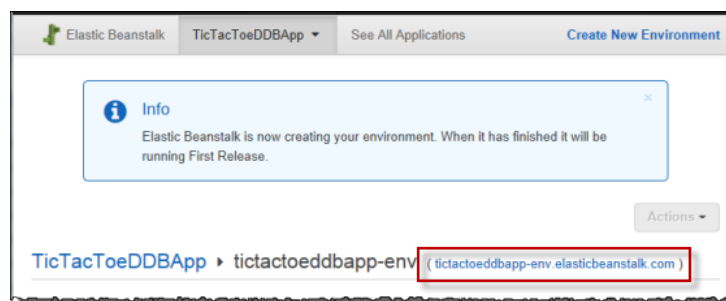 Elastic Beanstalk TicTacToeDDBApp See All Applications Create New Environment
Info
Elastic Beanstalk is now creating your environment. When it has finished it will be
running First Release.
Actions
TicTacToeDDBApp tictactoeddbapp-env ( tictactoeddbapp-env.elasticbeanstalk.com )